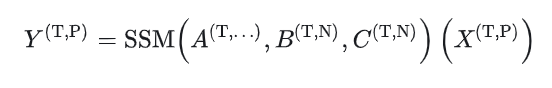 Y^{(T,P)} = SSM(A^{(T,...)}, B^{(T,N)}, C^{(T,N)}) (X^{(T,P)})